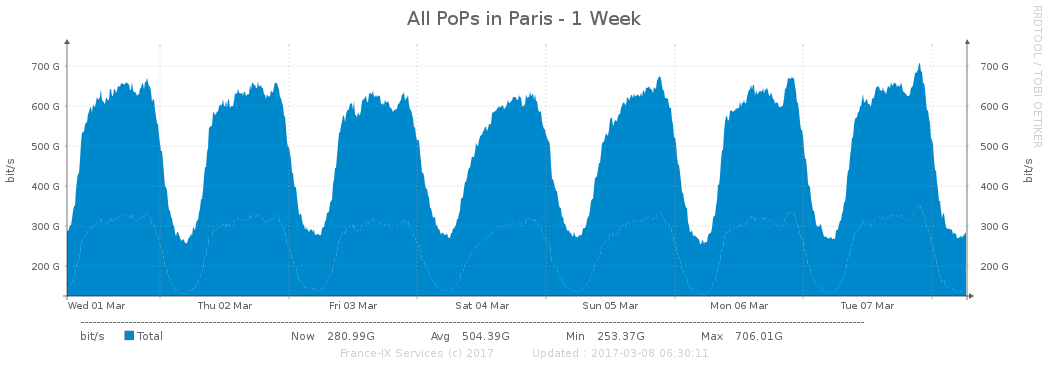 All PoPs in Paris - 1 Week
RRDTOOL / TOBI OETIKER
bit/s
700 G
600 G
500 G
400 G
300 G
200 G
700 G
600 G
500 G
400 G
300 G
200 G
bit/s
Wed 01 Mar Thu 02 Mar Fri 03 Mar Sat 04 Mar Sun 05 Mar Mon 06 Mar Tue 07 Mar
bit/s Total Now 280.99G Avg 504.39G Min 253.37G Max 706.01G
France-IX Services (c) 2017 Updated : 2017-03-08 06:30:11